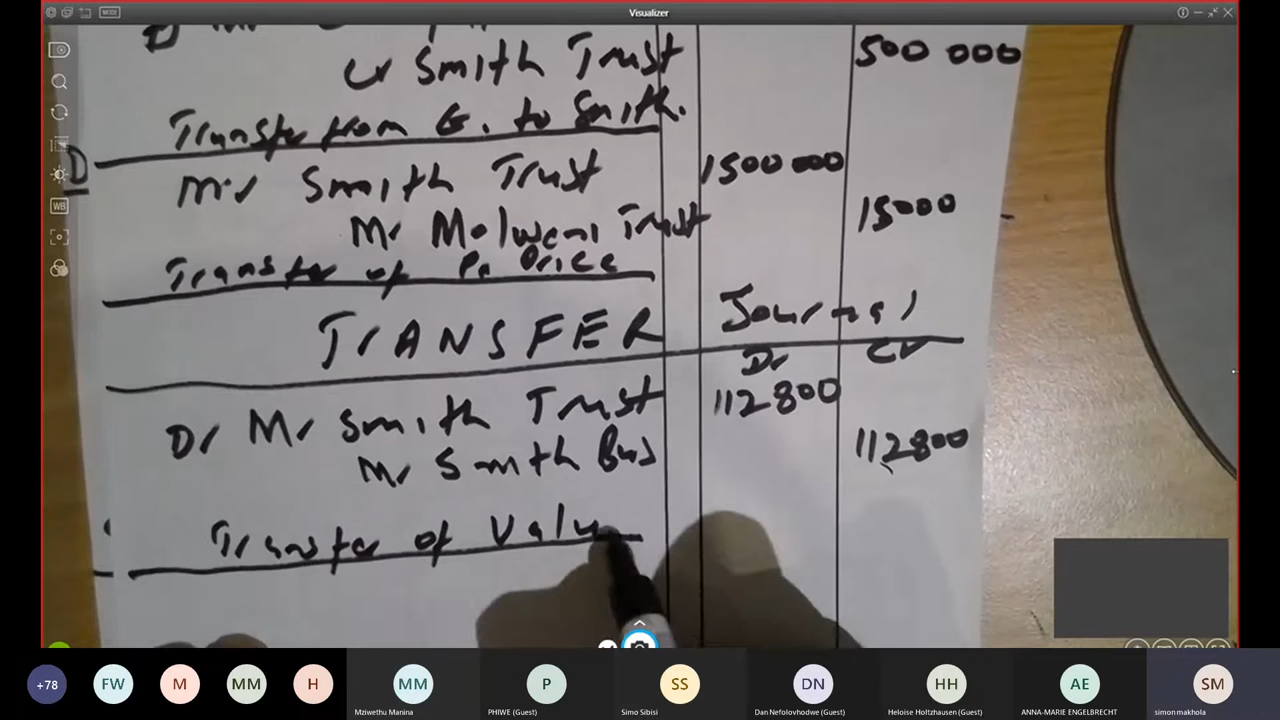 Visualizer
MODE
Cr Smith Trust 500 000
Transfer from G. to Smith.
D
Mr Smith Trust 1500 000
Mr Molweni Trust 15000
Transfer of Pr Price
TrANSFER Journal
Dr Cr
Dr Mr Smith Trust 112800
Mr Smith Bus 112800
Transfer of Valu
WB
+78 FW M MM H MM P SS DN HH AE SM
Mziwethu Manina PHIWE (Guest) Simo Sibisi Dan Nefolovhodwe (Guest) Heloise Holtzhausen (Guest) ANNA-MARIE ENGELBRECHT simon makhola